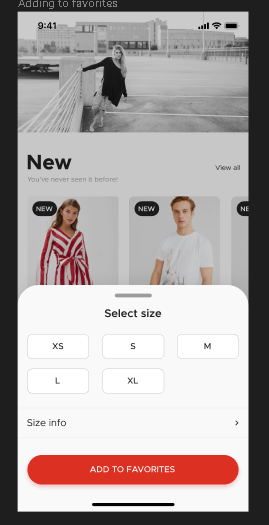 Adding to favorites
9:41
New
View all
You've never seen it before!
NEW
NEW
NE
Select size
XS
S
M
L
XL
Size info
ADD TO FAVORITES